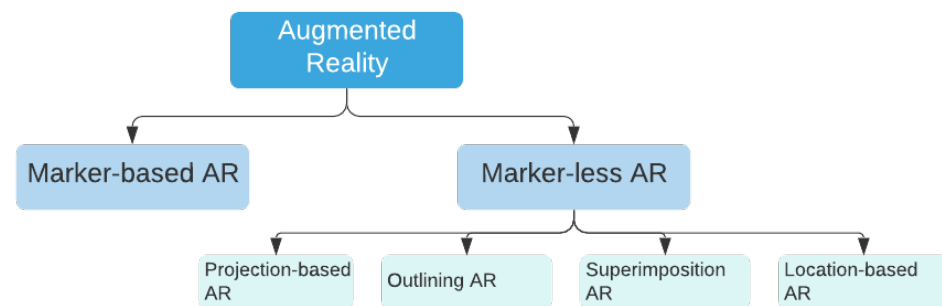 Augmented
Reality
Marker-based AR
Marker-less AR
Projection-based
AR
Outlining AR
Superimposition
AR
Location-based
AR